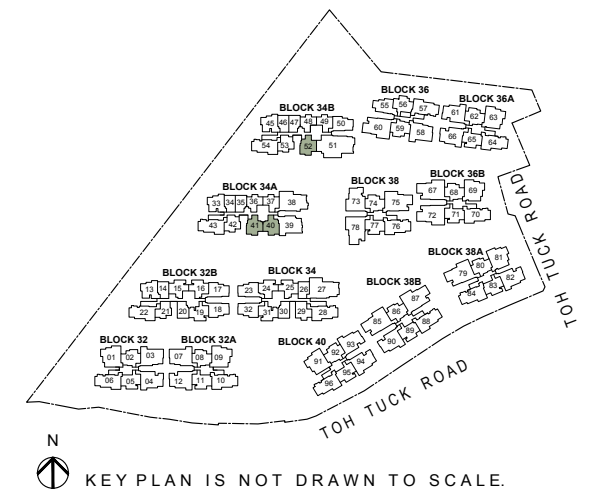 BLOCK 36
BLOCK 36A
55 56 57
60 59 58
61 62 63
66 65 64
BLOCK 34B
45 46 47 48 49 50
54 53 52 51
BLOCK 38
73 74 75
78 77 76
BLOCK 36B
67 68 69
72 71 70
BLOCK 34A
33 34 35 36 37 38
43 42 41 40 39
TOH TUCK ROAD
BLOCK 38A
79 80 81
84 83 82
BLOCK 32B
13 14 15 16 17
22 21 20 19 18
BLOCK 34
23 24 25 26 27
32 31 30 29 28
BLOCK 38B
85 86 87
90 89 88
BLOCK 32
01 02 03
06 05 04
BLOCK 32A
07 08 09
12 11 10
BLOCK 40
91 92 93
96 95 94
TOH TUCK ROAD
N
KEY PLAN IS NOT DRAWN TO SCALE.